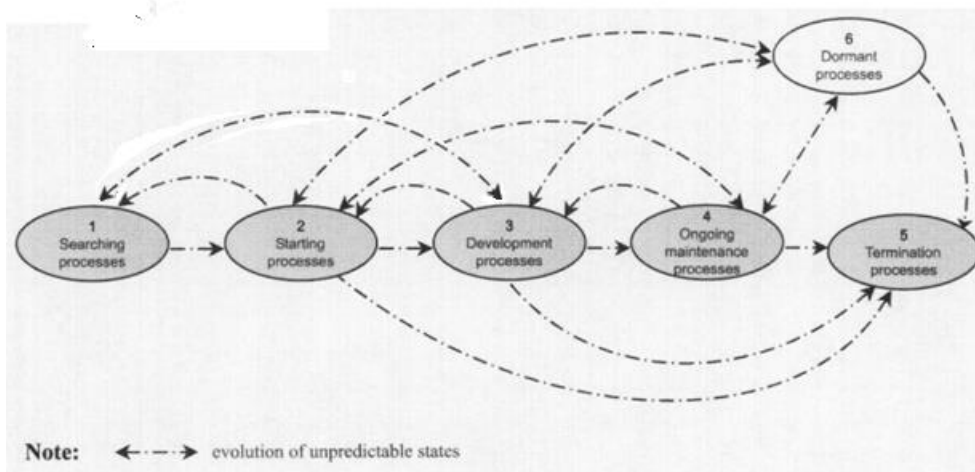 6
Dormant
processes
1
Searching
processes
2
Starting
processes
3
Development
processes
4
Ongoing
maintenance
processes
5
Termination
processes
Note: evolution of unpredictable states